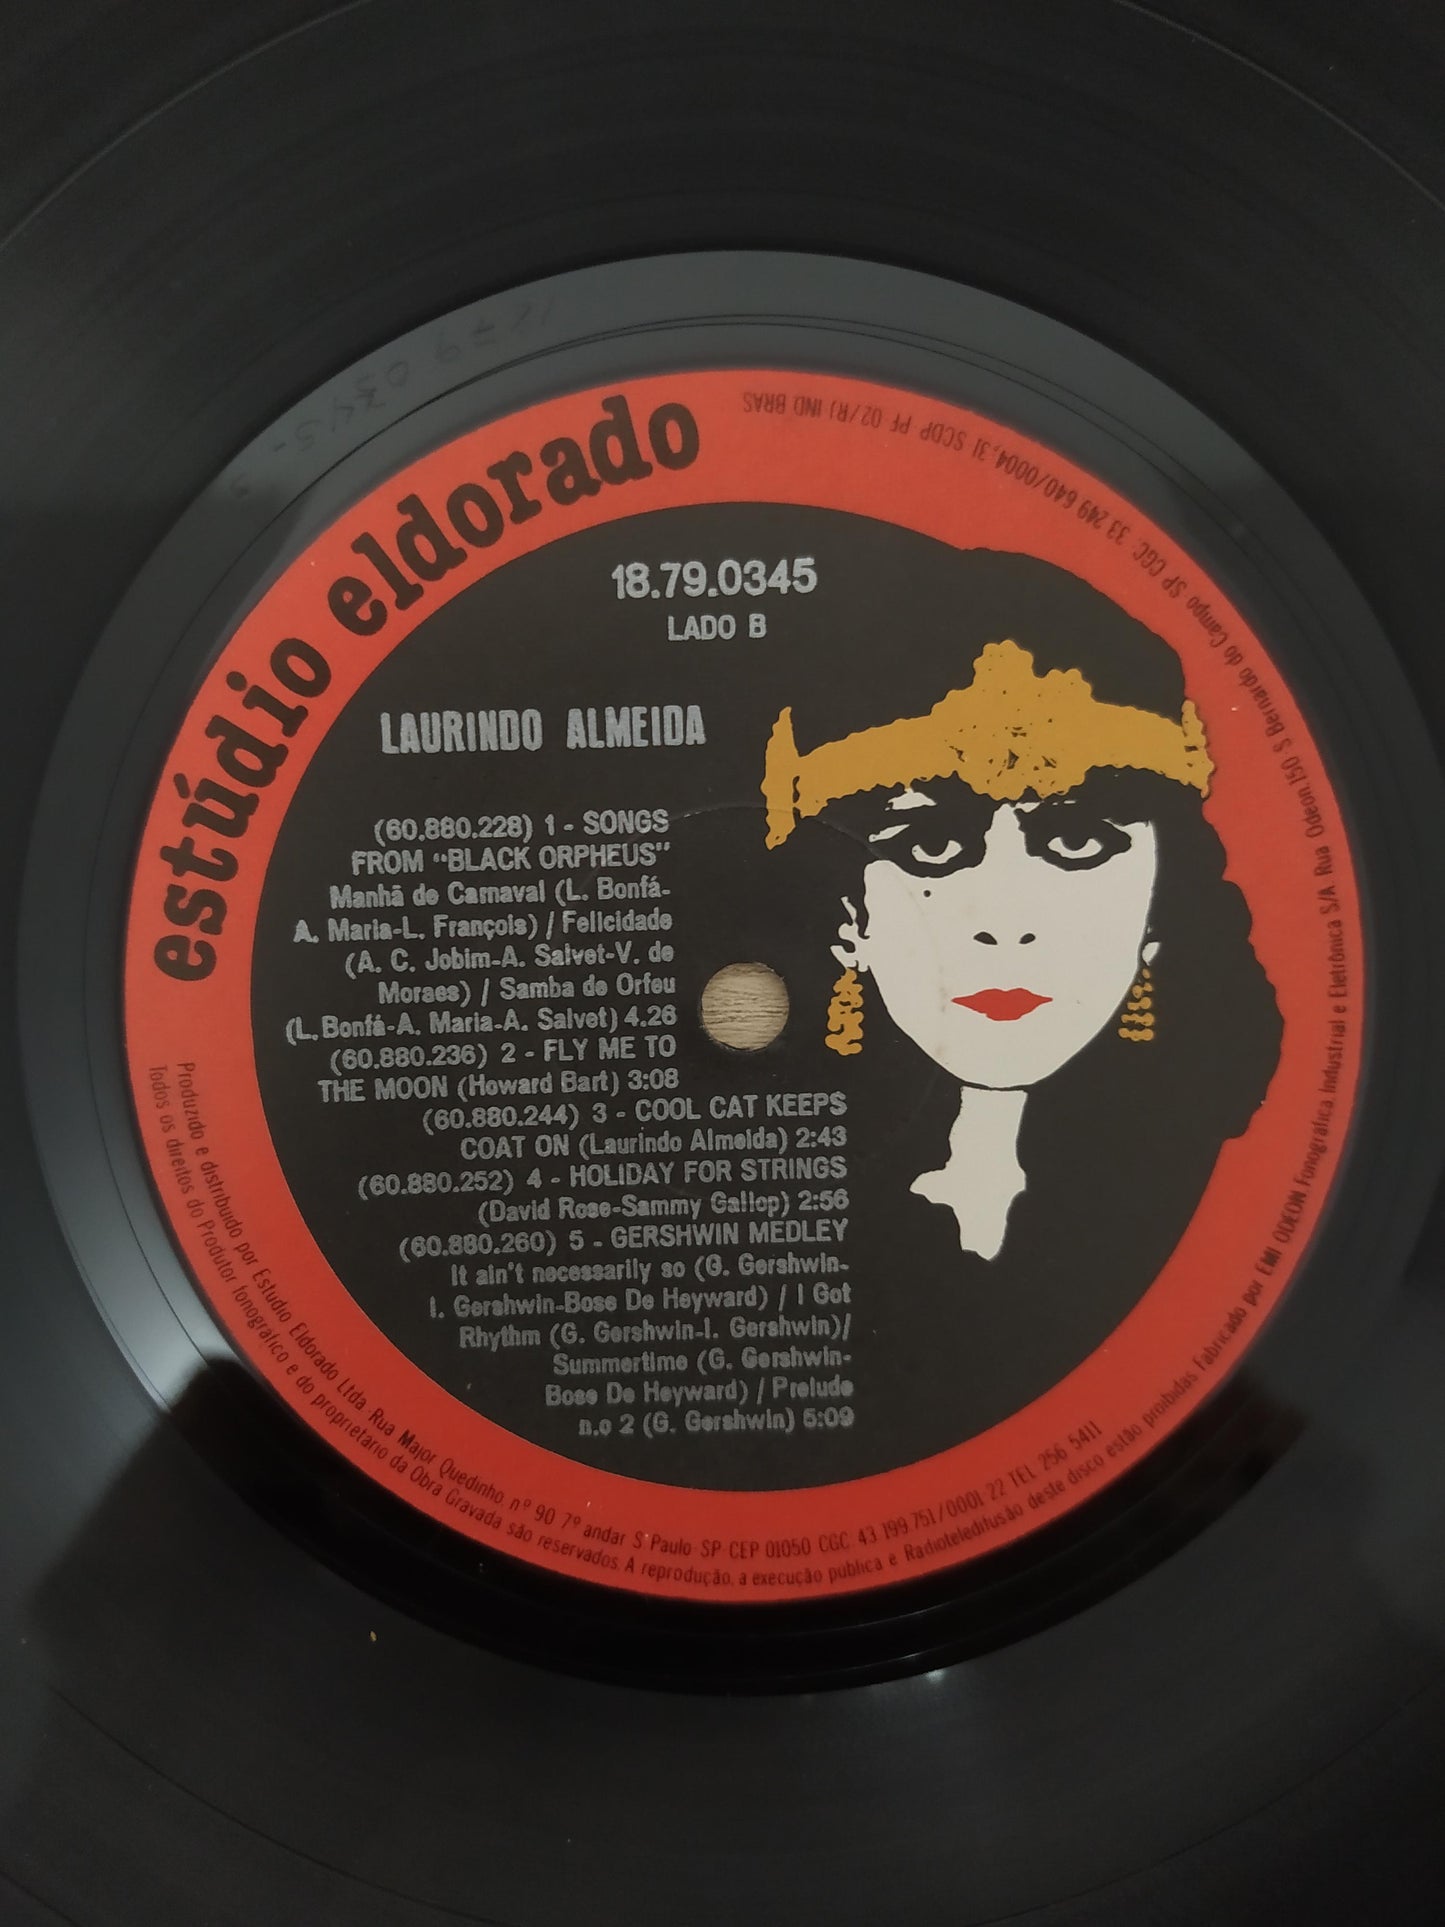 estúdio eldorado
18.79.0345
LADO B
LAURINDO ALMEIDA
(60.880.228) 1 - SONGS
FROM "BLACK ORPHEUS"
Manhã de Carnaval (L. Bonfá-
A. Maria-L. François) / Felicidade
(A. C. Jobim-A. Salvet-V. de
Moraes) / Samba de Orfeu
(L. Bonfá-A. Maria-A. Salvet) 4.26
(60.880.236) 2 - FLY ME TO
THE MOON (Howard Bart) 3:08
(60.880.244) 3 - COOL CAT KEEPS
COAT ON (Laurindo Almeida) 2:43
(60.880.252) 4 - HOLIDAY FOR STRINGS
(David Rose-Sammy Gallop) 2:56
(60.880.260) 5 - GERSHWIN MEDLEY
It ain't necessarily so (G. Gershwin-
I. Gershwin-Bose De Heyward) / I Got
Rhythm (G. Gershwin-I. Gershwin)/
Summertime (G. Gershwin-
Bose De Heyward) / Prelude
n.o 2 (G. Gershwin) 5:09
Produzido e distribuido por Estudio Eldorado Ltda Rua Major Quedinho nº 90 7º andar S Paulo SP CEP 01050 CGC 43 199 751/0001-22 TEL 256 5411
Todos os direitos do Produtor fonográfico e do proprietário da Obra Gravada são reservados. A reprodução, a execução pública e Radioteledifusão deste disco estão proibidas Fabricado por EMI ODEON Fonográfica, Industrial e Eletrônica S/A Rua Odeon, 150-S Bernardo do Campo SP CGC. 33 249 640/0004,31 SCDP PF 02/(R) IND. BRAS